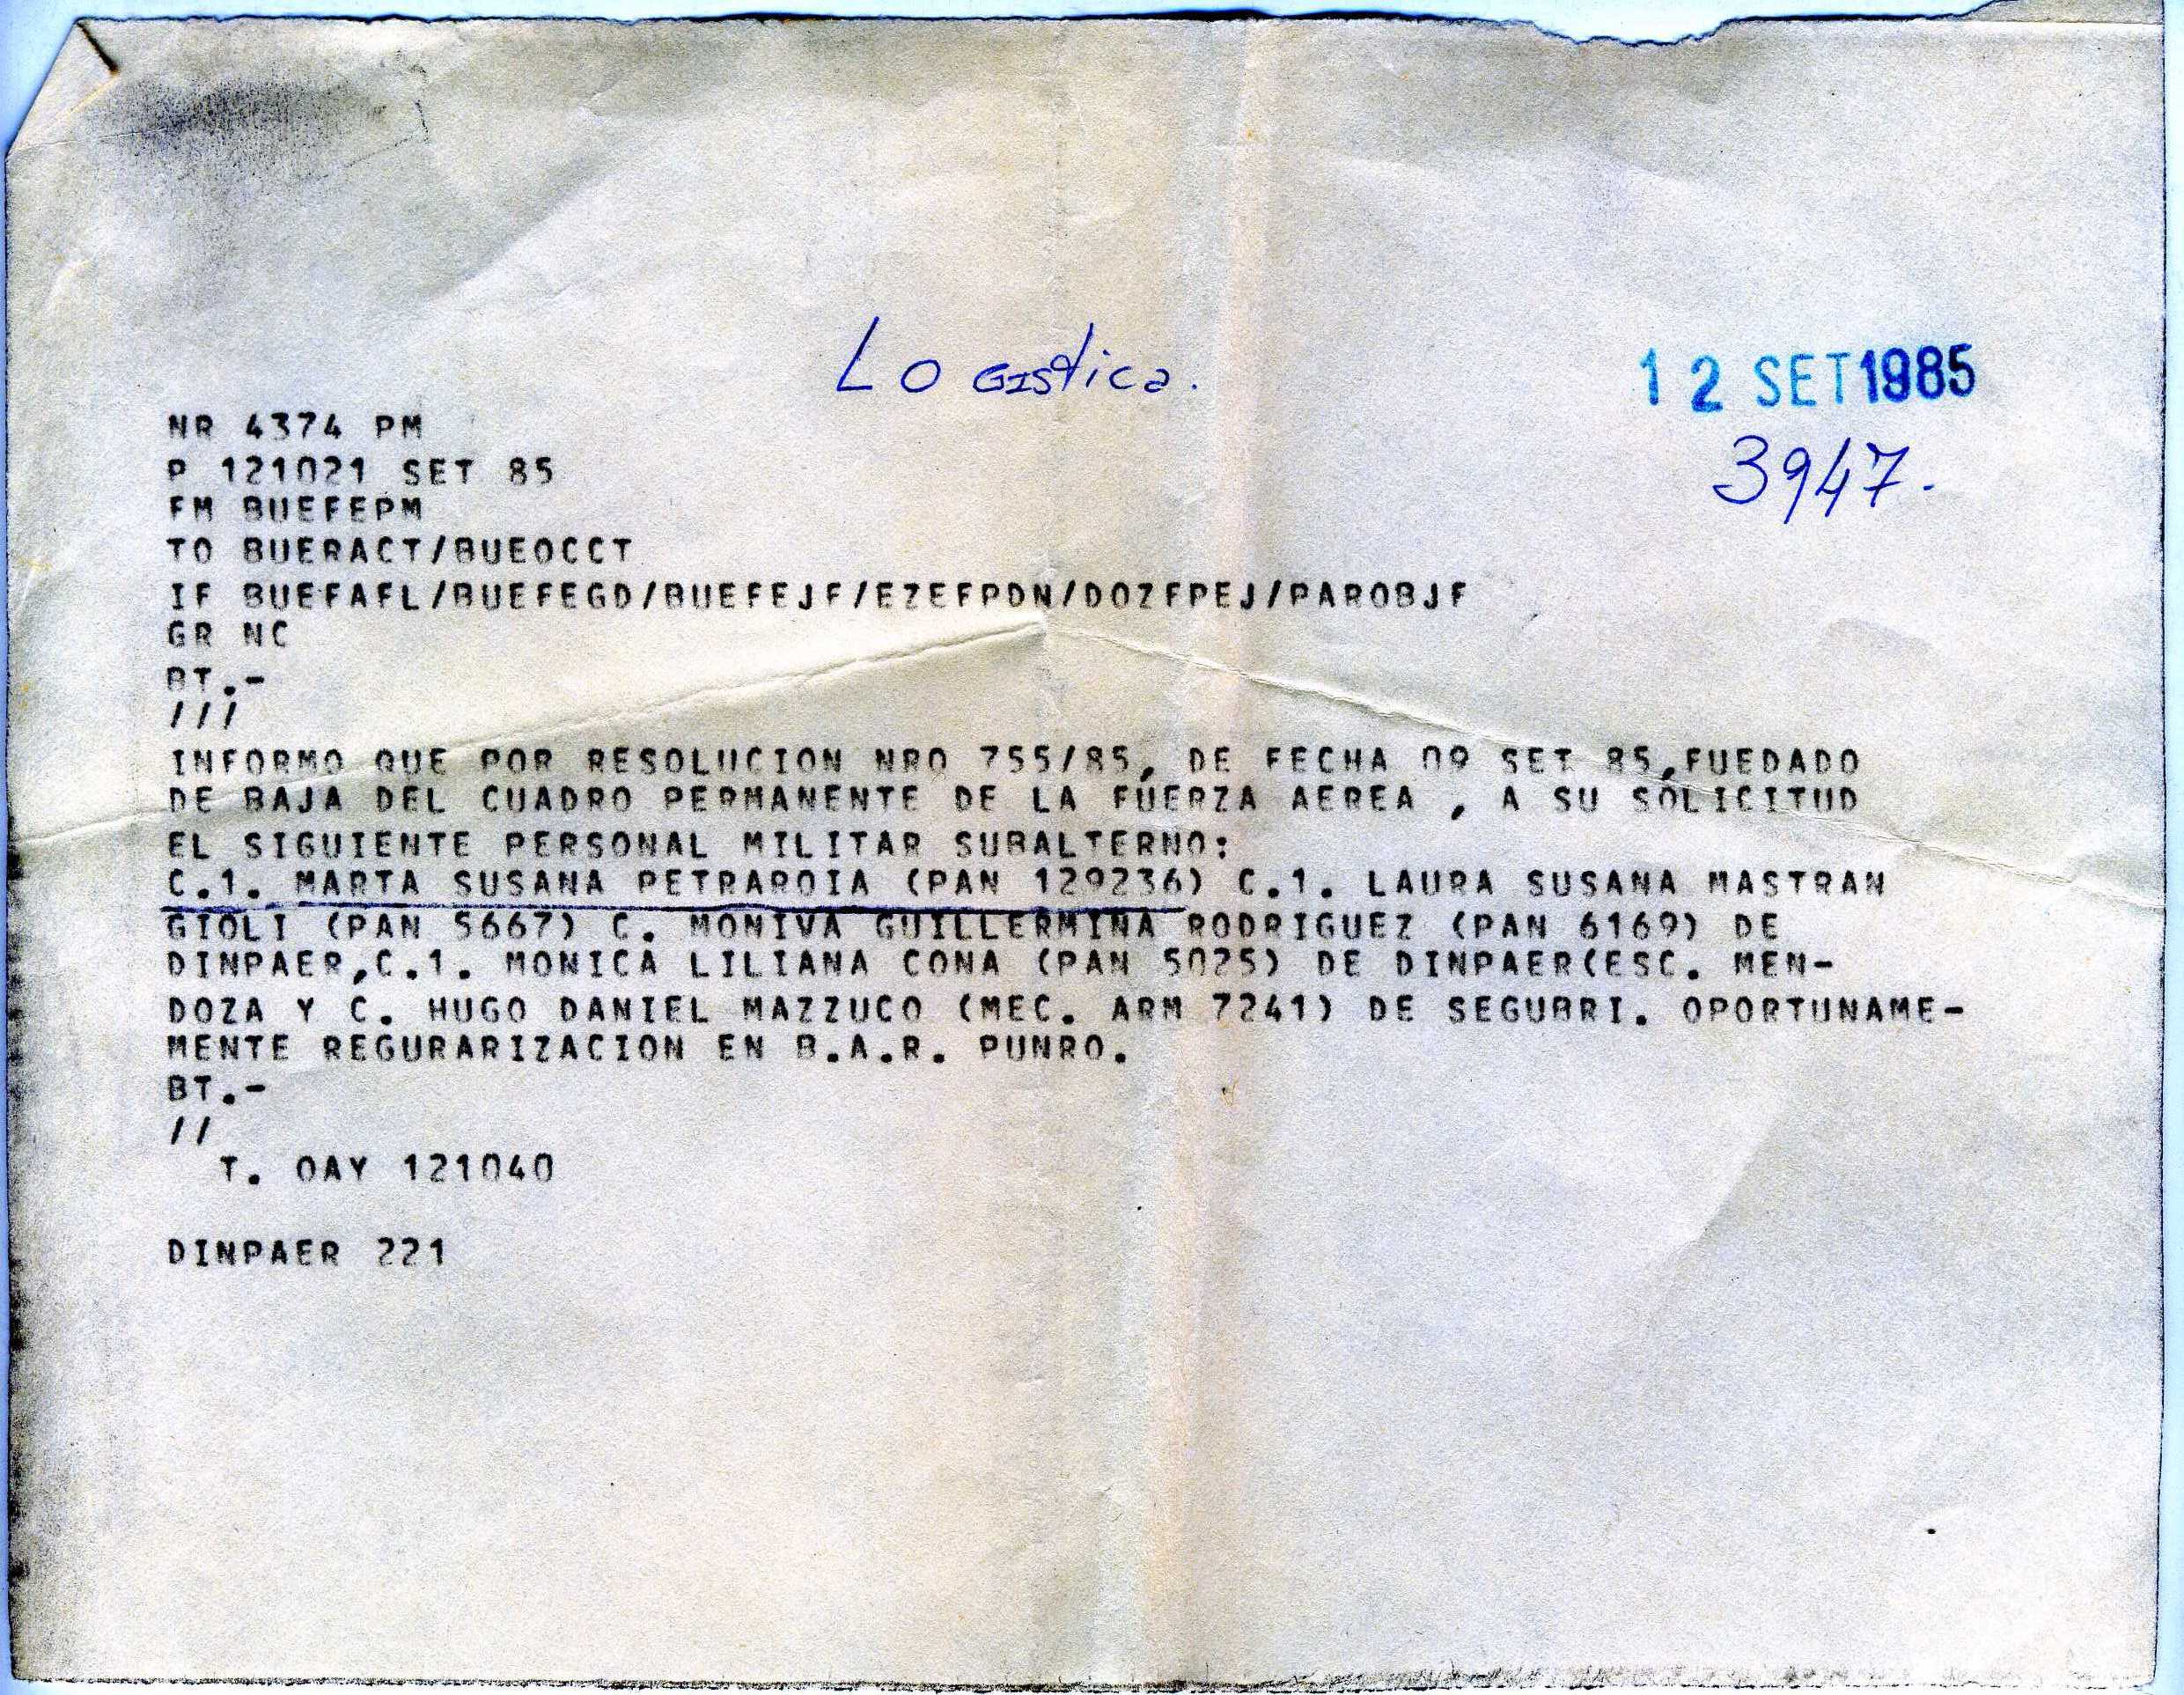 LOGIStica.
12 SET 1985
3947.
NR 4374 PM
P 121021 SET 85
FM BUEFEPM
TO BUERACT/BUEOCCT
IF BUEFAFL/BUEFEGD/BUEFEJF/EZEFPDN/DOZFPEJ/PAROBJF
GR NC
BT.-
///
INFORMO QUE POR RESOLUCION NRO 755/85, DE FECHA 09 SET 85,FUEDADO
DE BAJA DEL CUADRO PERMANENTE DE LA FUERZA AEREA , A SU SOLICITUD
EL SIGUIENTE PERSONAL MILITAR SUBALTERNO:
C.1. MARTA SUSANA PETRAROIA (PAN 129236) C.1. LAURA SUSANA MASTRAN
GIOLI (PAN 5667) C. MONIVA GUILLERMINA RODRIGUEZ (PAN 6169) DE
DINPAER,C.1. MONICA LILIANA CONA (PAN 5025) DE DINPAER(ESC. MEN-
DOZA Y C. HUGO DANIEL MAZZUCO (MEC. ARM 7241) DE SEGUBRI. OPORTUNAME-
MENTE REGURARIZACION EN B.A.R. PUNRO.
BT.-
//
T. OAY 121040
DINPAER 221